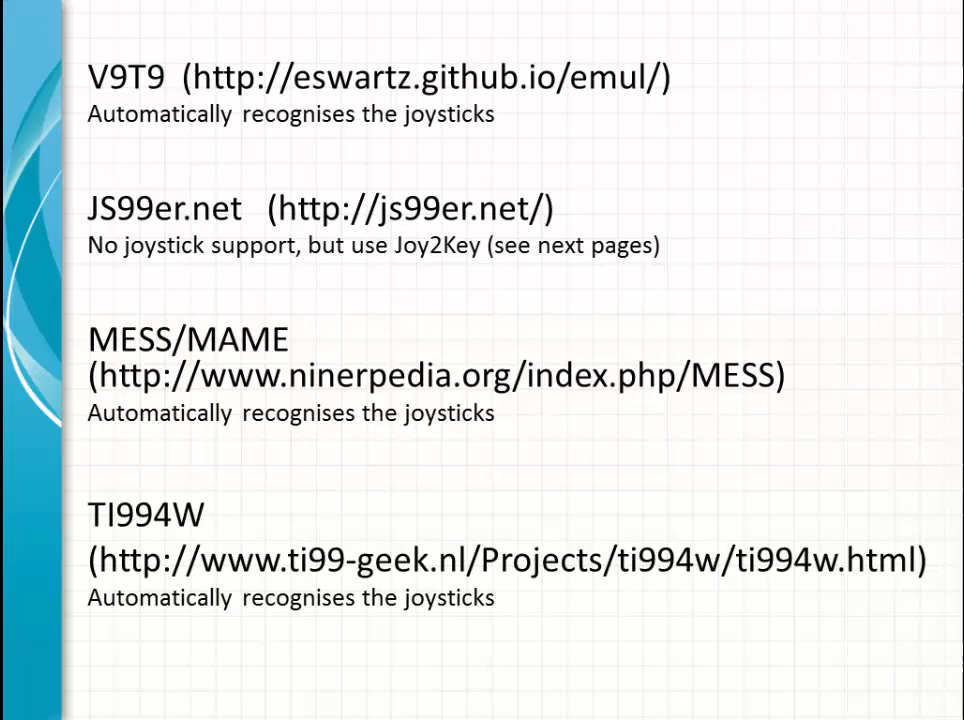 V9T9 (http://eswartz.github.io/emul/)
Automatically recognises the joysticks
JS99er.net (http://js99er.net/)
No joystick support, but use Joy2Key (see next pages)
MESS/MAME
(http://www.ninerpedia.org/index.php/MESS)
Automatically recognises the joysticks
TI994W
(http://www.ti99-geek.nl/Projects/ti994w/ti994w.html)
Automatically recognises the joysticks